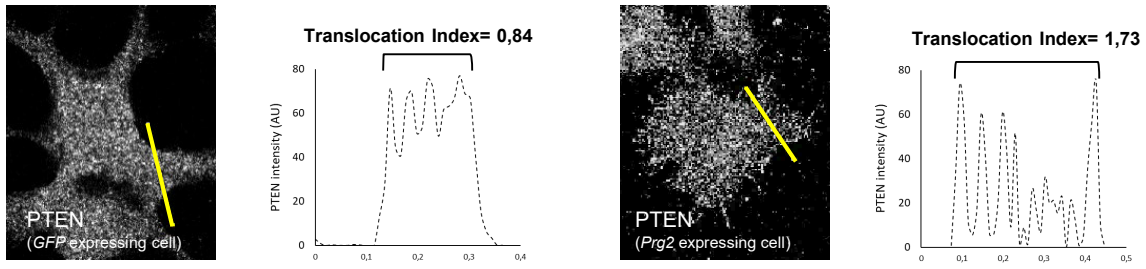 Translocation Index= 0,84
PTEN intensity (AU)
80
60
40
20
0
0
0,1
0,2
0,3
0,4
PTEN
(GFP expressing cell)
Translocation Index= 1,73
PTEN intensity (AU)
80
60
40
20
0
0
0,1
0,2
0,3
0,4
0,5
PTEN
(Prg2 expressing cell)